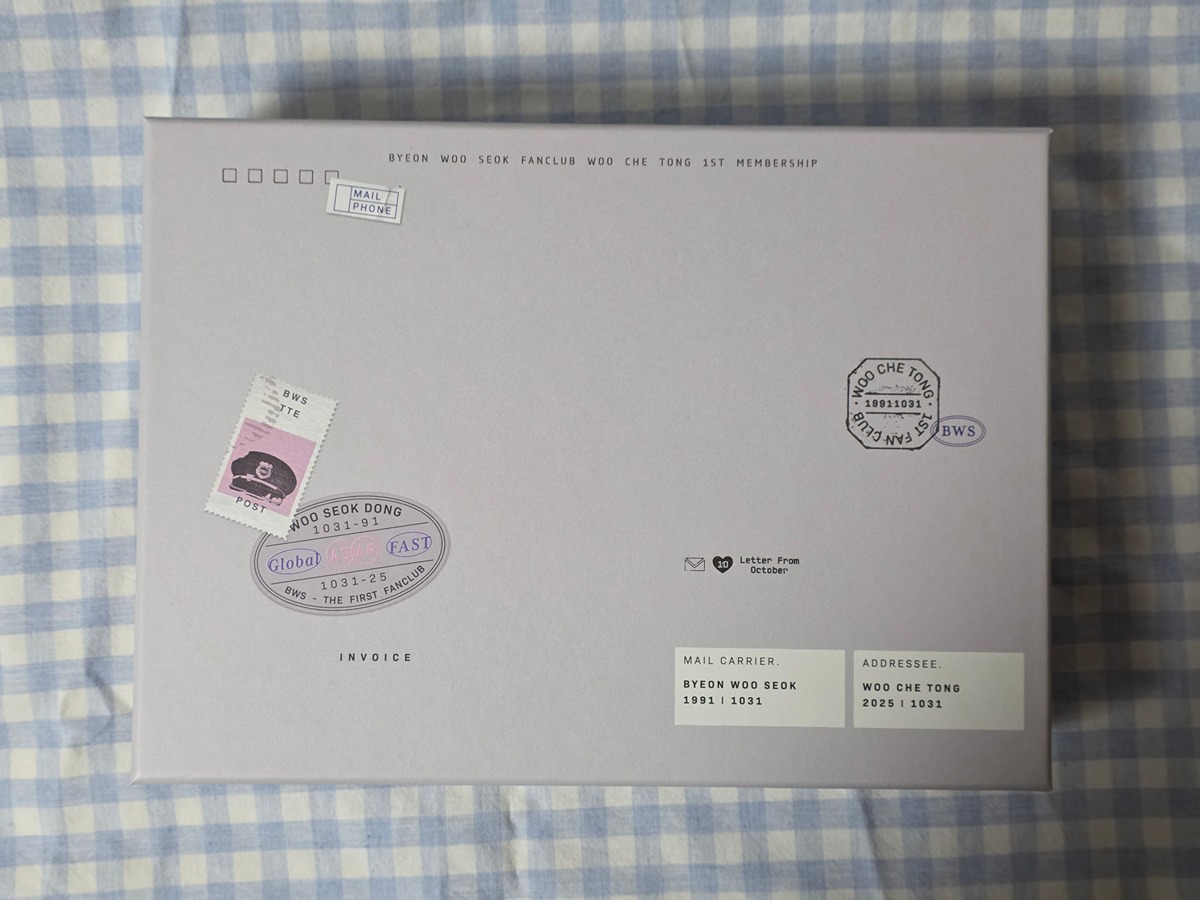 BYEON WOO SEOK FANCLUB WOO CHE TONG 1ST MEMBERSHIP
MAIL
PHONE
BWS
TTE
POST
WOO CHE TONG
19911031
1ST FAN CLUB
BWS
WOO SEOK DONG
1031-91
Global ASAP FAST
1031-25
BWS - THE FIRST FANCLUB
10 Letter From
October
INVOICE
MAIL CARRIER.
BYEON WOO SEOK
1991 | 1031
ADDRESSEE.
WOO CHE TONG
2025 | 1031